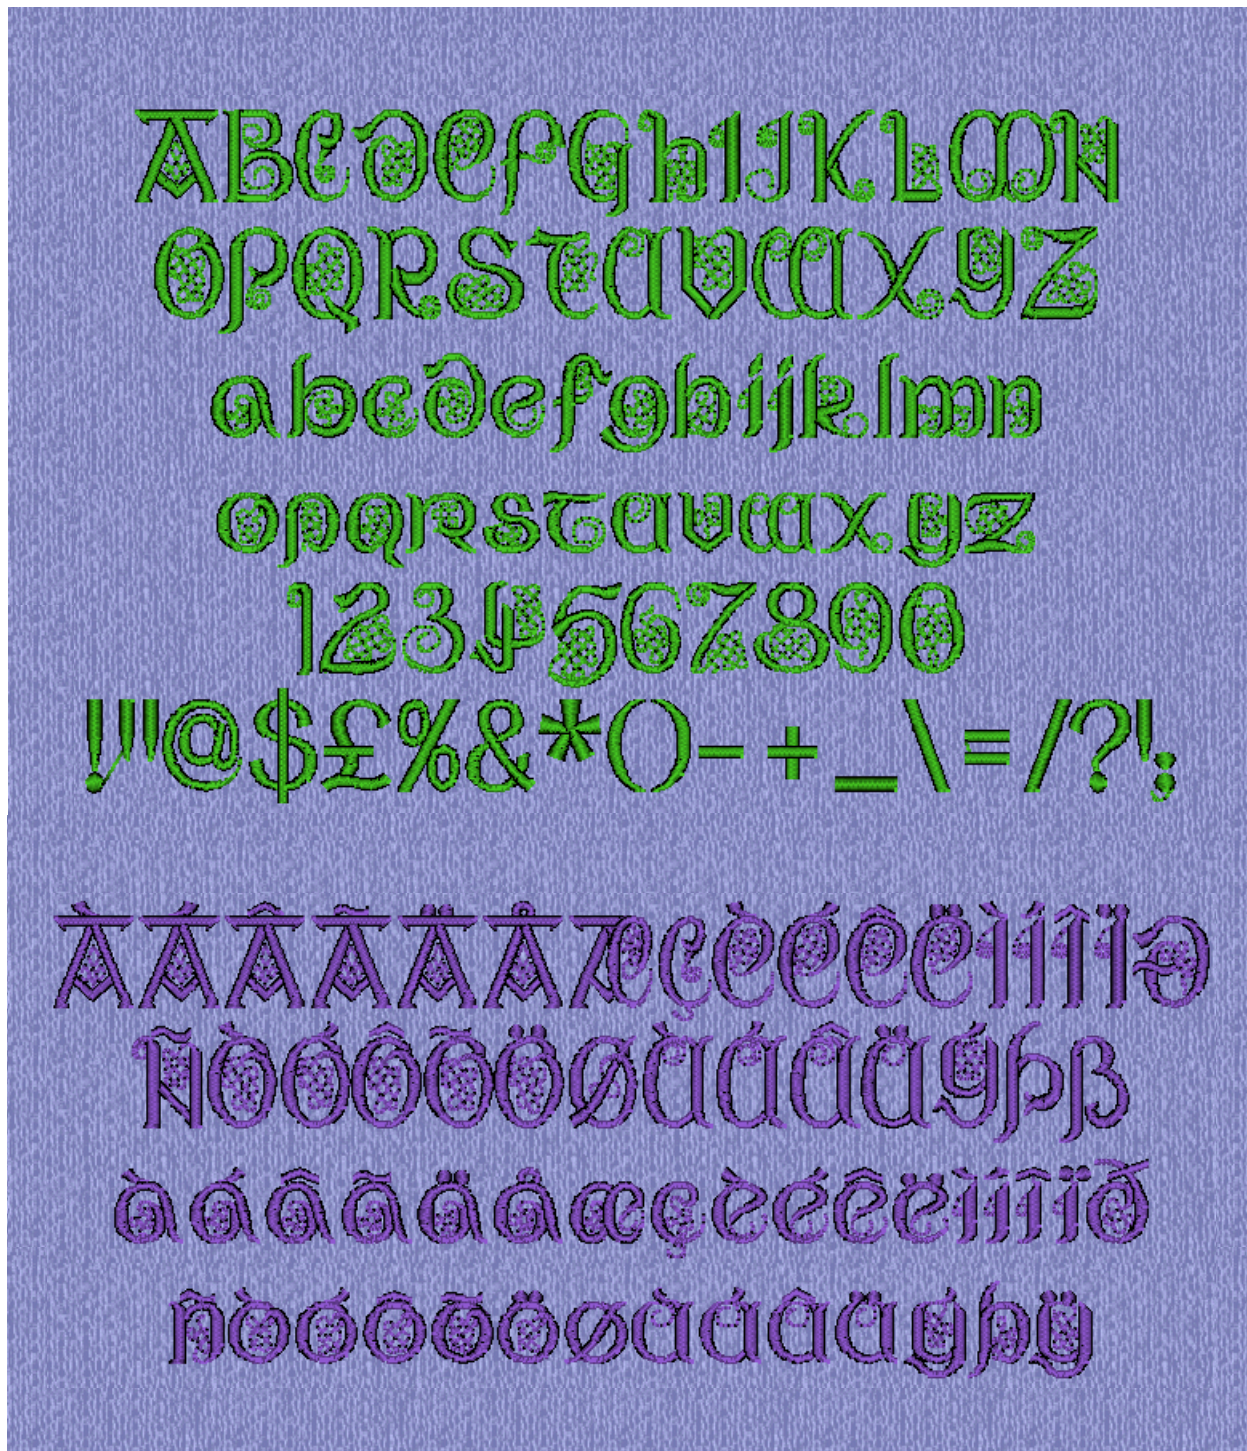 ABCDEFGHIJKLMN
OPQRSTUVWXYZ
abcdefghijklmn
opqrstuvwxyz
1234567890
!"@$£%&*()-+_\=/?';
ÀÁÂÃÄÅÆÇÈÉÊËÌÍÎÏÐ
ÑÒÓÔÕÖØÙÚÛÜÝÞß
àáâãäåæçèéêëìíîïð
ñòóôõöøùúûüýþÿ